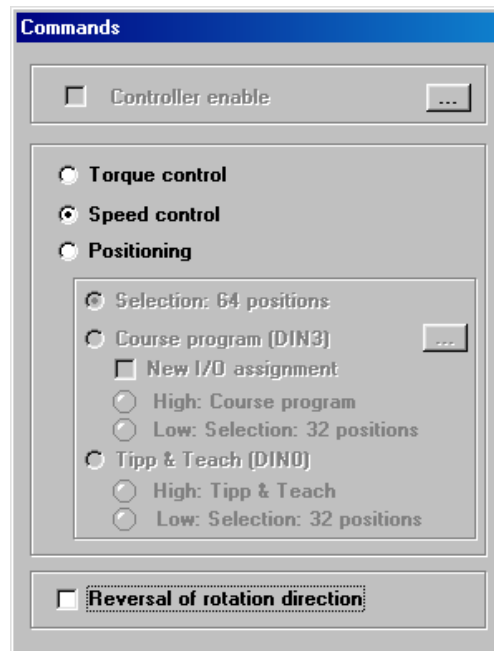 Commands
Controller enable
...
Torque control
Speed control
Positioning
Selection: 64 positions
Course program (DIN3)
...
New I/O assignment
High: Course program
Low: Selection: 32 positions
Tipp & Teach (DIN0)
High: Tipp & Teach
Low: Selection: 32 positions
Reversal of rotation direction